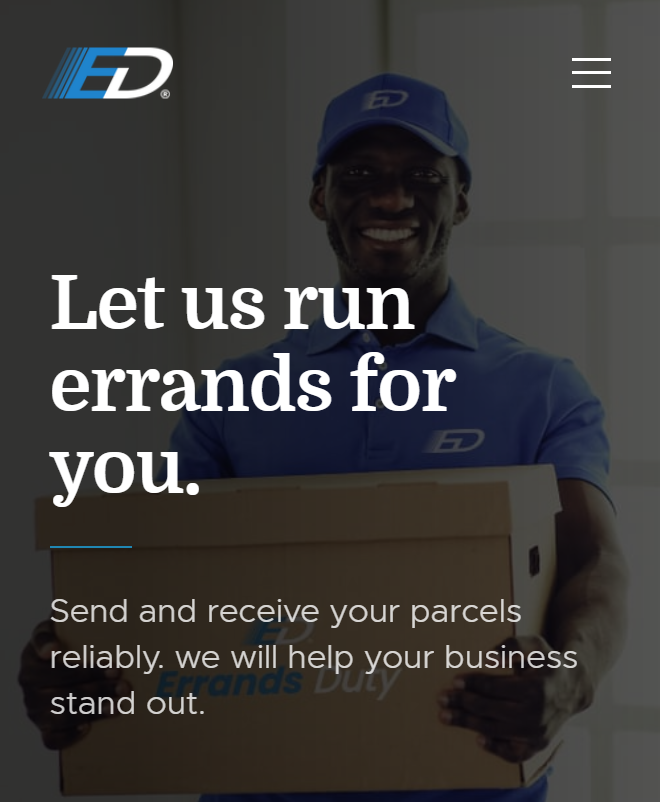 ED®
ED
Let us run
errands for
you.
ED
Send and receive your parcels
ED
reliably. we will help your business
Errands Duty
stand out.